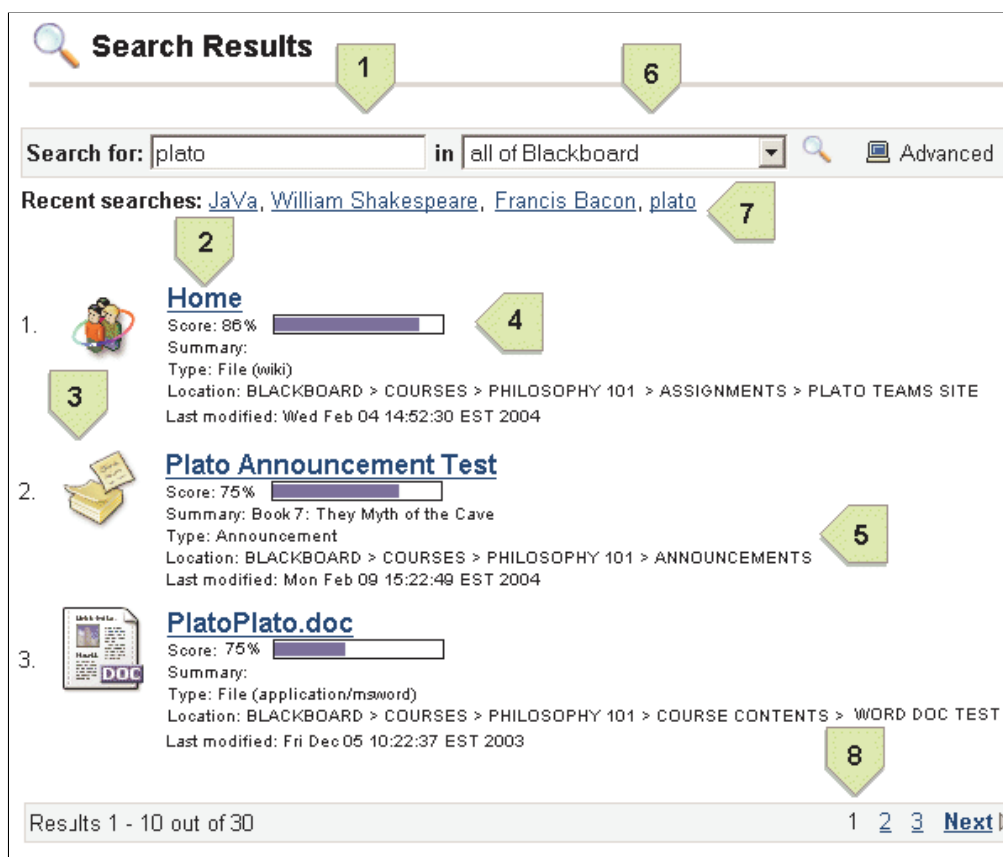 Search Results
1
6
Search for: plato in all of Blackboard Advanced
Recent searches: JaVa, William Shakespeare, Francis Bacon, plato
7
2
1. Home
Score: 86%
4
Summary:
Type: File (wiki)
Location: BLACKBOARD > COURSES > PHILOSOPHY 101 > ASSIGNMENTS > PLATO TEAMS SITE
3
Last modified: Wed Feb 04 14:52:30 EST 2004
Plato Announcement Test
2. Score: 75%
Summary: Book 7: They Myth of the Cave
Type: Announcement
5
Location: BLACKBOARD > COURSES > PHILOSOPHY 101 > ANNOUNCEMENTS
Last modified: Mon Feb 09 15:22:49 EST 2004
PlatoPlato.doc
3. DOC Score: 75%
Summary:
Type: File (application/msword)
Location: BLACKBOARD > COURSES > PHILOSOPHY 101 > COURSE CONTENTS > WORD DOC TEST
Last modified: Fri Dec 05 10:22:37 EST 2003
8
Results 1 - 10 out of 30 1 2 3 Next